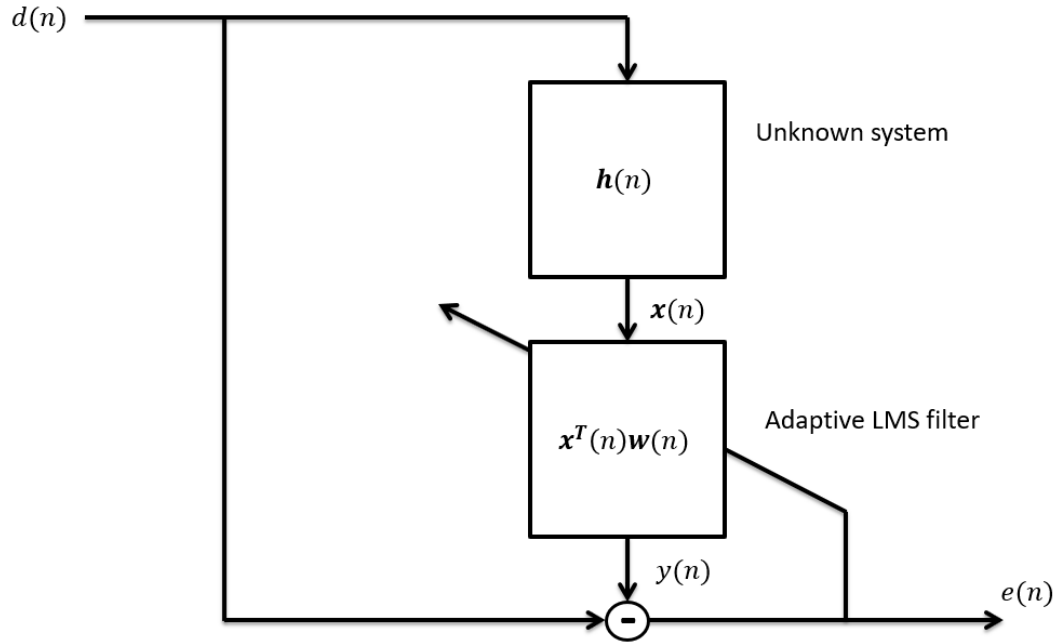 d(n)
Unknown system
h(n)
x(n)
Adaptive LMS filter
x^T(n)w(n)
y(n)
e(n)
-